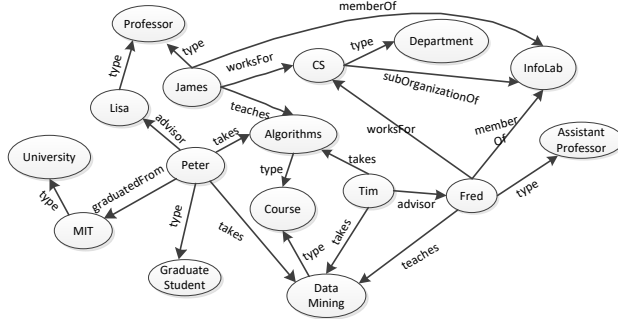 memberOf
Professor
type
type
Department
James
worksFor
CS
type
InfoLab
subOrganizationOf
Lisa
teaches
advisor
takes
Algorithms
worksFor
member
Of
Assistant
Professor
University
Peter
takes
type
graduatedFrom
type
Tim
advisor
Fred
type
type
MIT
type
Course
takes
takes
type
teaches
Graduate
Student
Data
Mining